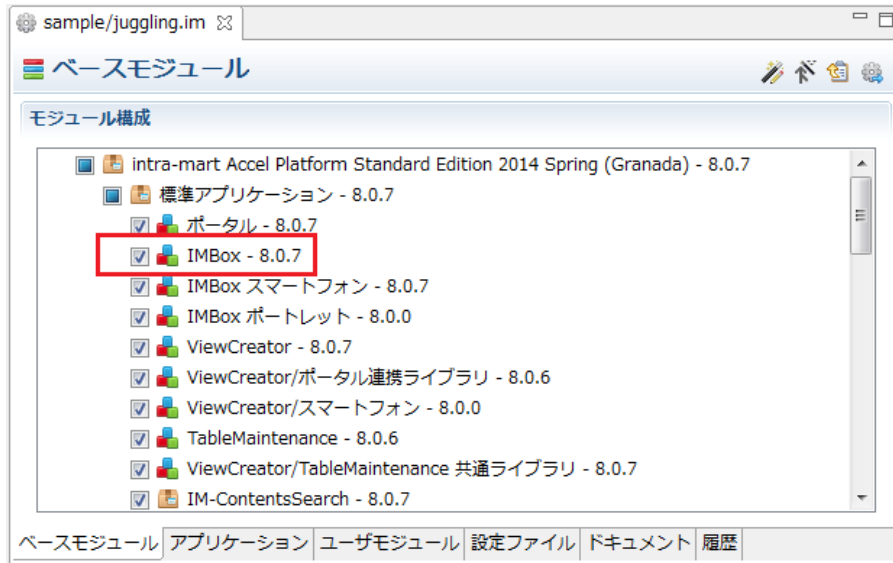 sample/juggling.im
ベースモジュール
モジュール構成
intra-mart Accel Platform Standard Edition 2014 Spring (Granada) - 8.0.7
標準アプリケーション - 8.0.7
ポータル - 8.0.7
IMBox - 8.0.7
IMBox スマートフォン - 8.0.7
IMBox ポートレット - 8.0.0
ViewCreator - 8.0.7
ViewCreator/ポータル連携ライブラリ - 8.0.6
ViewCreator/スマートフォン - 8.0.0
TableMaintenance - 8.0.6
ViewCreator/TableMaintenance 共通ライブラリ - 8.0.7
IM-ContentsSearch - 8.0.7
ベースモジュール アプリケーション ユーザモジュール 設定ファイル ドキュメント 履歴